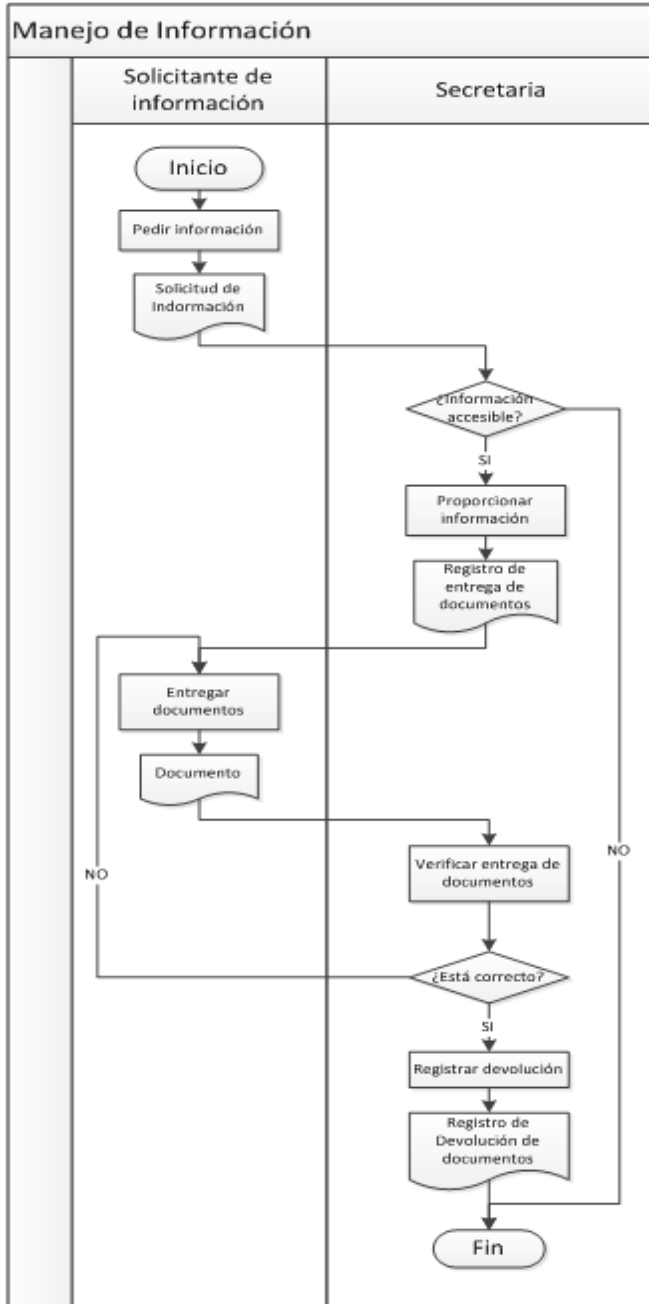 Manejo de Información
Solicitante de
información
Secretaria
Inicio
Pedir información
Solicitud de
Indormación
¿Información
accesible?
SI
Proporcionar
información
Registro de
entrega de
documentos
Entregar
documentos
Documento
Verificar entrega de
documentos
NO
NO
¿Está correcto?
SI
Registrar devolución
Registro de
Devolución de
documentos
Fin